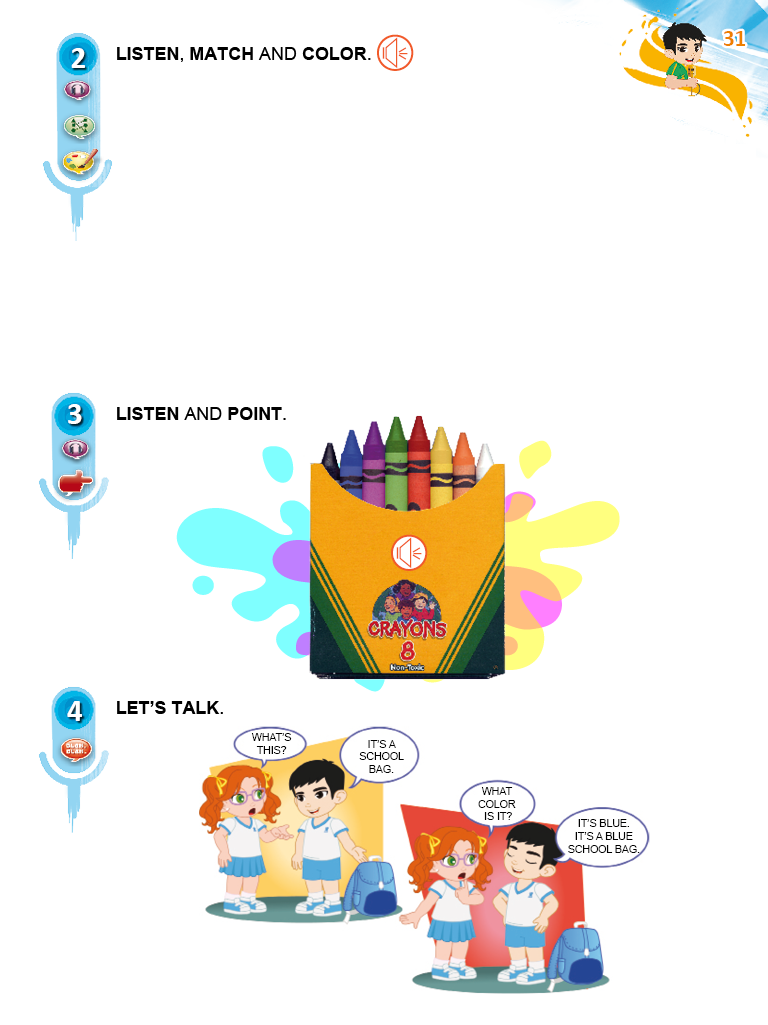 31
2
LISTEN, MATCH AND COLOR.
3
LISTEN AND POINT.
CRAYONS
8
Non-Toxic
4
LET’S TALK.
WHAT’S
THIS?
IT’S A
SCHOOL
BAG.
WHAT
COLOR
IS IT?
IT’S BLUE.
IT’S A BLUE
SCHOOL BAG.